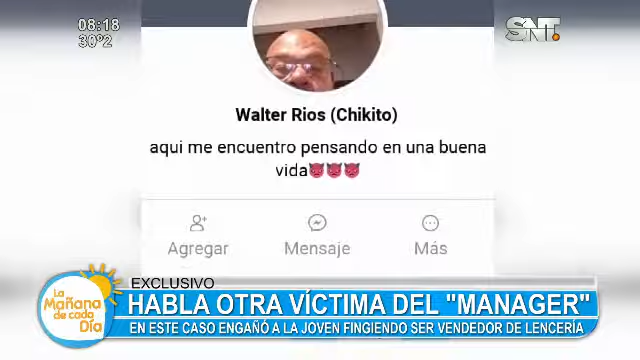 08:18
30°2
SNT.
Walter Rios (Chikito)
aqui me encuentro pensando en una buena
vida👿👿👿
Agregar
Mensaje
Más
La
Mañana
de cada
Día
EXCLUSIVO
HABLA OTRA VÍCTIMA DEL "MANAGER"
EN ESTE CASO ENGAÑÓ A LA JOVEN FINGIENDO SER VENDEDOR DE LENCERÍA